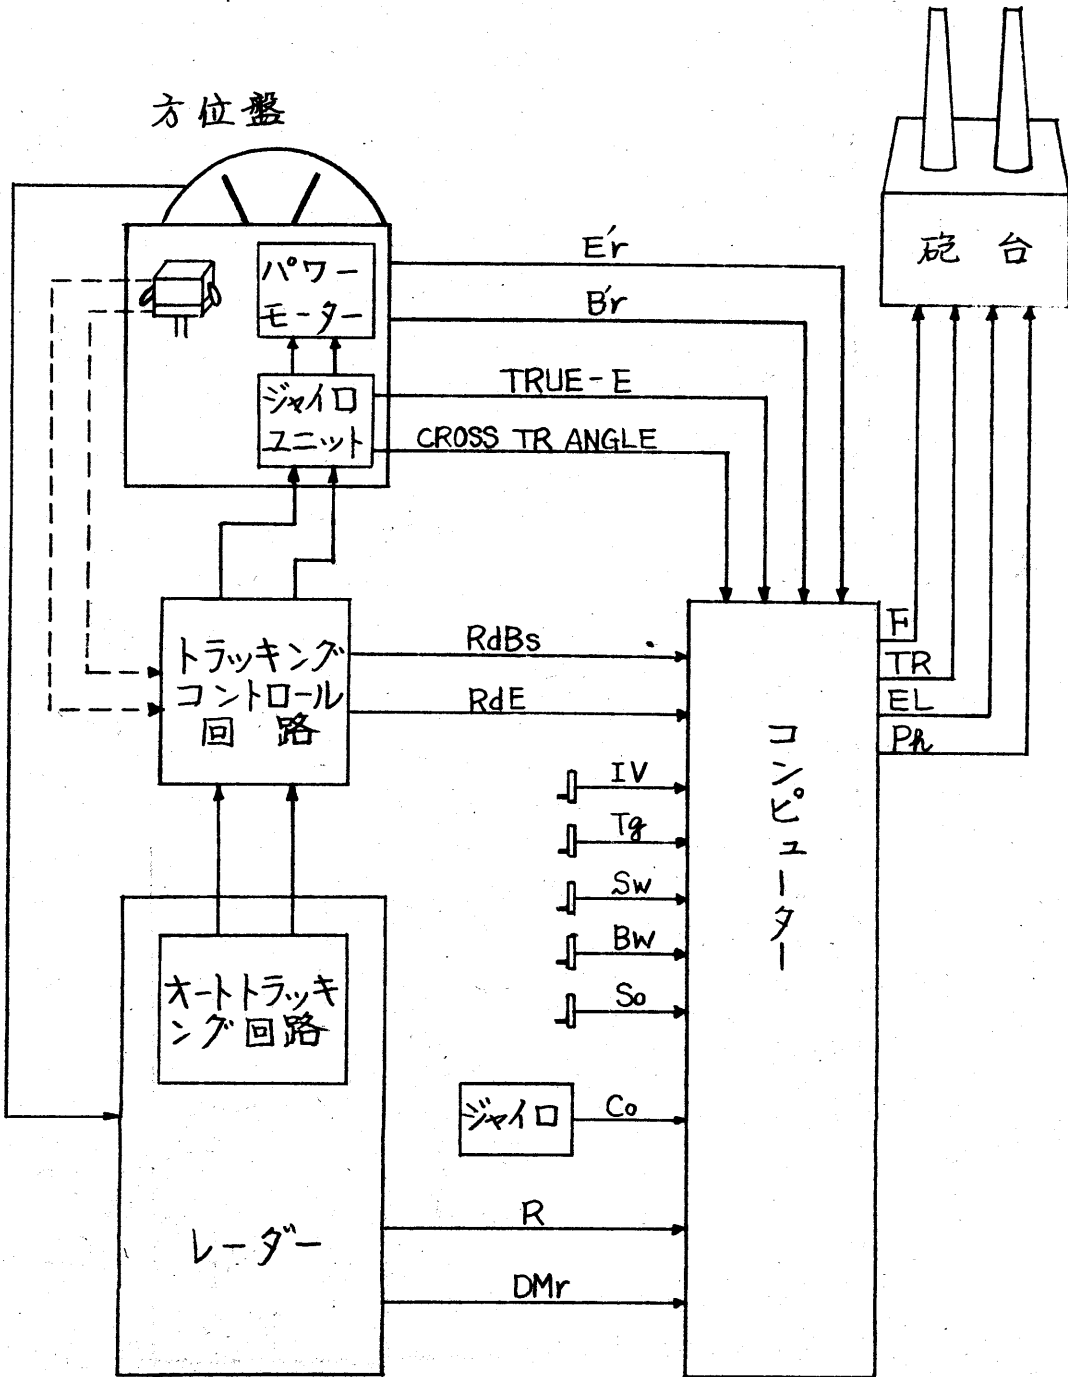 方位盤
パワー
モーター
ジャイロ
ユニット
E'r
B'r
TRUE-E
CROSS TR ANGLE
砲台
トラッキング
コントロール
回路
RdBs
RdE
F
TR
EL
Ph
IV
Tg
Sw
Bw
So
コンピューター
オートトラッキ
ング回路
ジャイロ
Co
レーダー
R
DMr